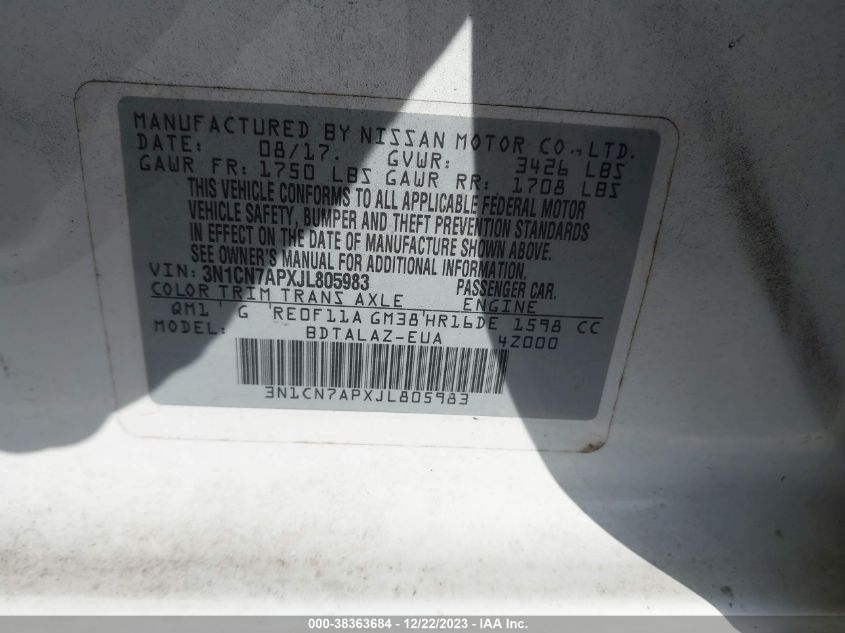 MANUFACTURED BY NISSAN MOTOR CO., LTD.
DATE: 08/17. GVWR: 3426 LBS
GAWR FR: 1750 LBS GAWR RR: 1708 LBS
THIS VEHICLE CONFORMS TO ALL APPLICABLE FEDERAL MOTOR
VEHICLE SAFETY, BUMPER AND THEFT PREVENTION STANDARDS
IN EFFECT ON THE DATE OF MANUFACTURE SHOWN ABOVE.
SEE OWNER'S MANUAL FOR ADDITIONAL INFORMATION.
VIN: 3N1CN7APXJL805983 PASSENGER CAR.
COLOR TRIM TRANS AXLE ENGINE
QM1 ' G 'RE0F11A GM38'HR16DE 1598 CC
MODEL: BDTALAZ-EUA 4Z000
3N1CN7APXJL805983
000-38363684 - 12/22/2023 - IAA Inc.